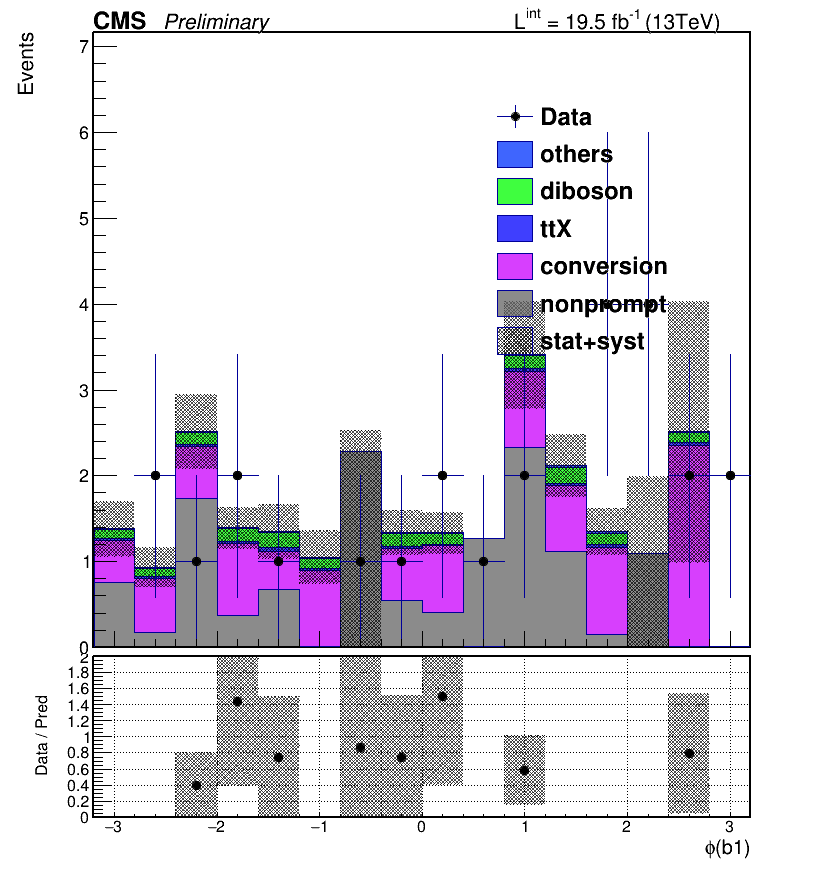 CMS Preliminary L^int = 19.5 fb^-1 (13TeV)
Events
7
6
5
4
3
2
1
0
Data
others
diboson
ttX
conversion
nonprompt
stat+syst
Data / Pred
2
1.8
1.6
1.4
1.2
1
0.8
0.6
0.4
0.2
0
−3 −2 −1 0 1 2 3
ϕ(b1)